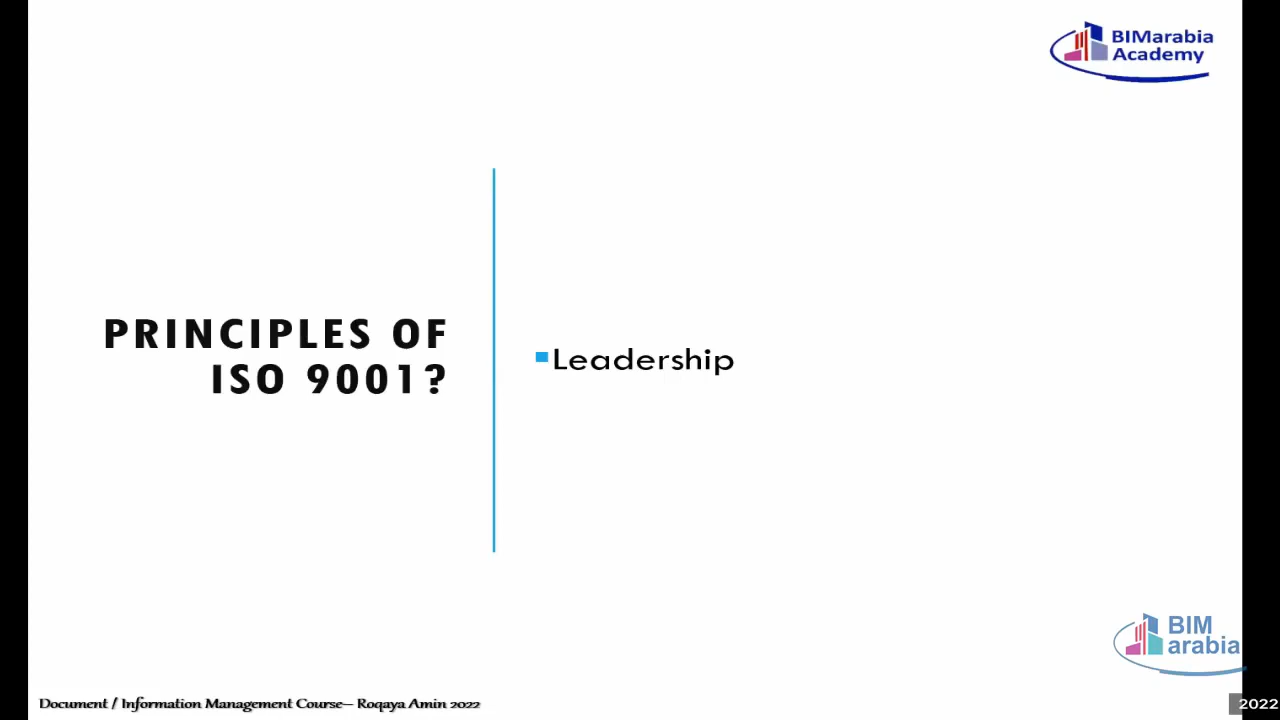 BIMarabia
Academy
PRINCIPLES OF
ISO 9001?
Leadership
BIM
arabia
Document / Information Management Course– Roqaya Amin 2022
2022